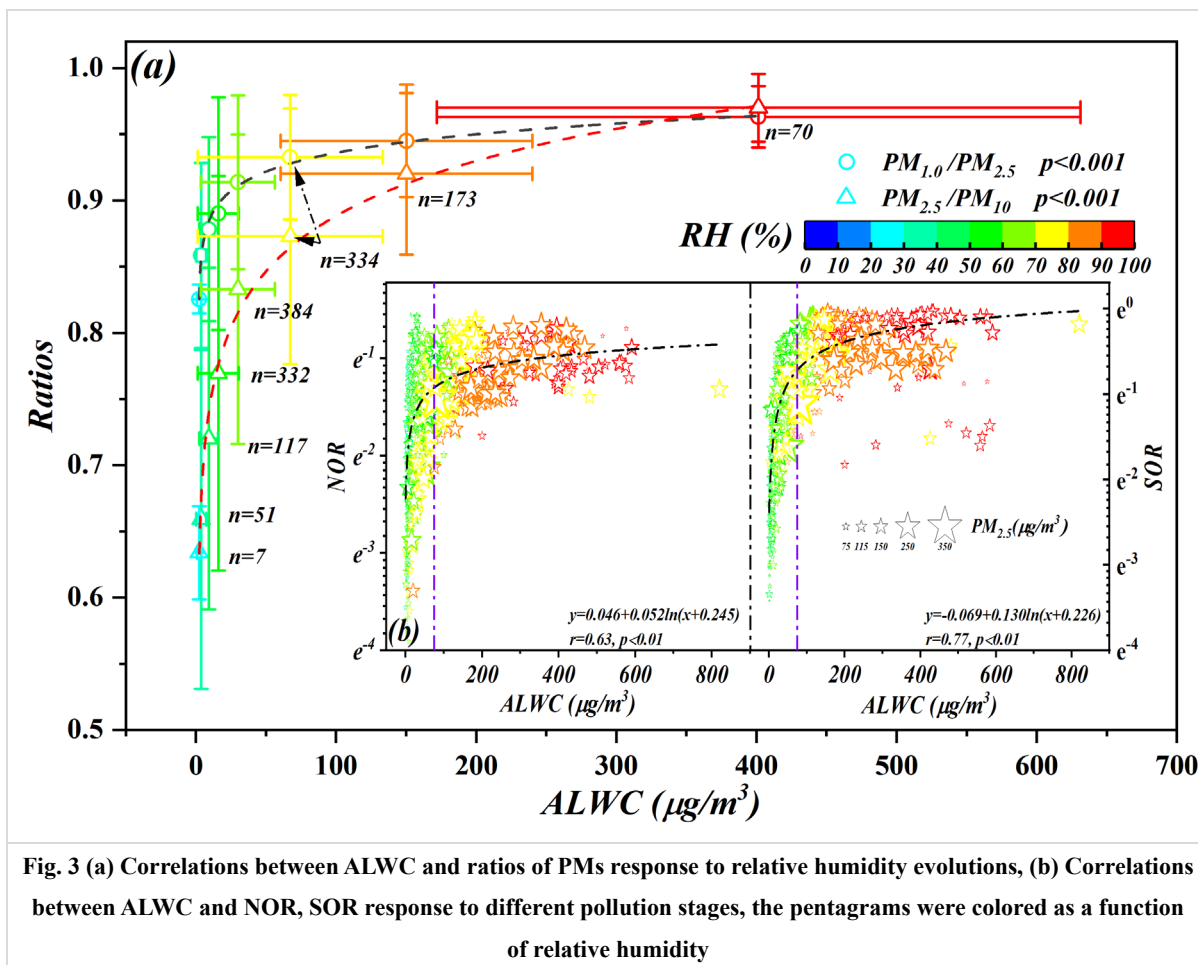 (a)
1.0
0.9
0.8
0.7
0.6
0.5
Ratios
n=70
n=173
n=334
n=384
n=332
n=117
n=51
n=7
PM1.0/PM2.5 p<0.001
PM2.5/PM10 p<0.001
RH (%)
0 10 20 30 40 50 60 70 80 90 100
e-1
e-2
e-3
e-4
NOR
(b)
y=0.046+0.052ln(x+0.245)
r=0.63, p<0.01
0 200 400 600 800
ALWC (μg/m3)
e0
e-1
e-2
e-3
e-4
SOR
PM2.5(μg/m3)
75 115 150 250 350
y=-0.069+0.130ln(x+0.226)
r=0.77, p<0.01
0 200 400 600 800
ALWC (μg/m3)
0 100 200 300 400 500 600 700
ALWC (μg/m3)
Fig. 3 (a) Correlations between ALWC and ratios of PMs response to relative humidity evolutions, (b) Correlations
between ALWC and NOR, SOR response to different pollution stages, the pentagrams were colored as a function
of relative humidity